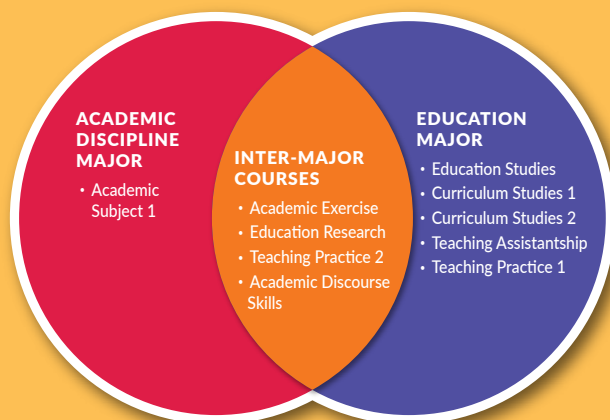 ACADEMIC
DISCIPLINE
MAJOR
• Academic
Subject 1
INTER-MAJOR
COURSES
• Academic Exercise
• Education Research
• Teaching Practice 2
• Academic Discourse
Skills
EDUCATION
MAJOR
• Education Studies
• Curriculum Studies 1
• Curriculum Studies 2
• Teaching Assistantship
• Teaching Practice 1